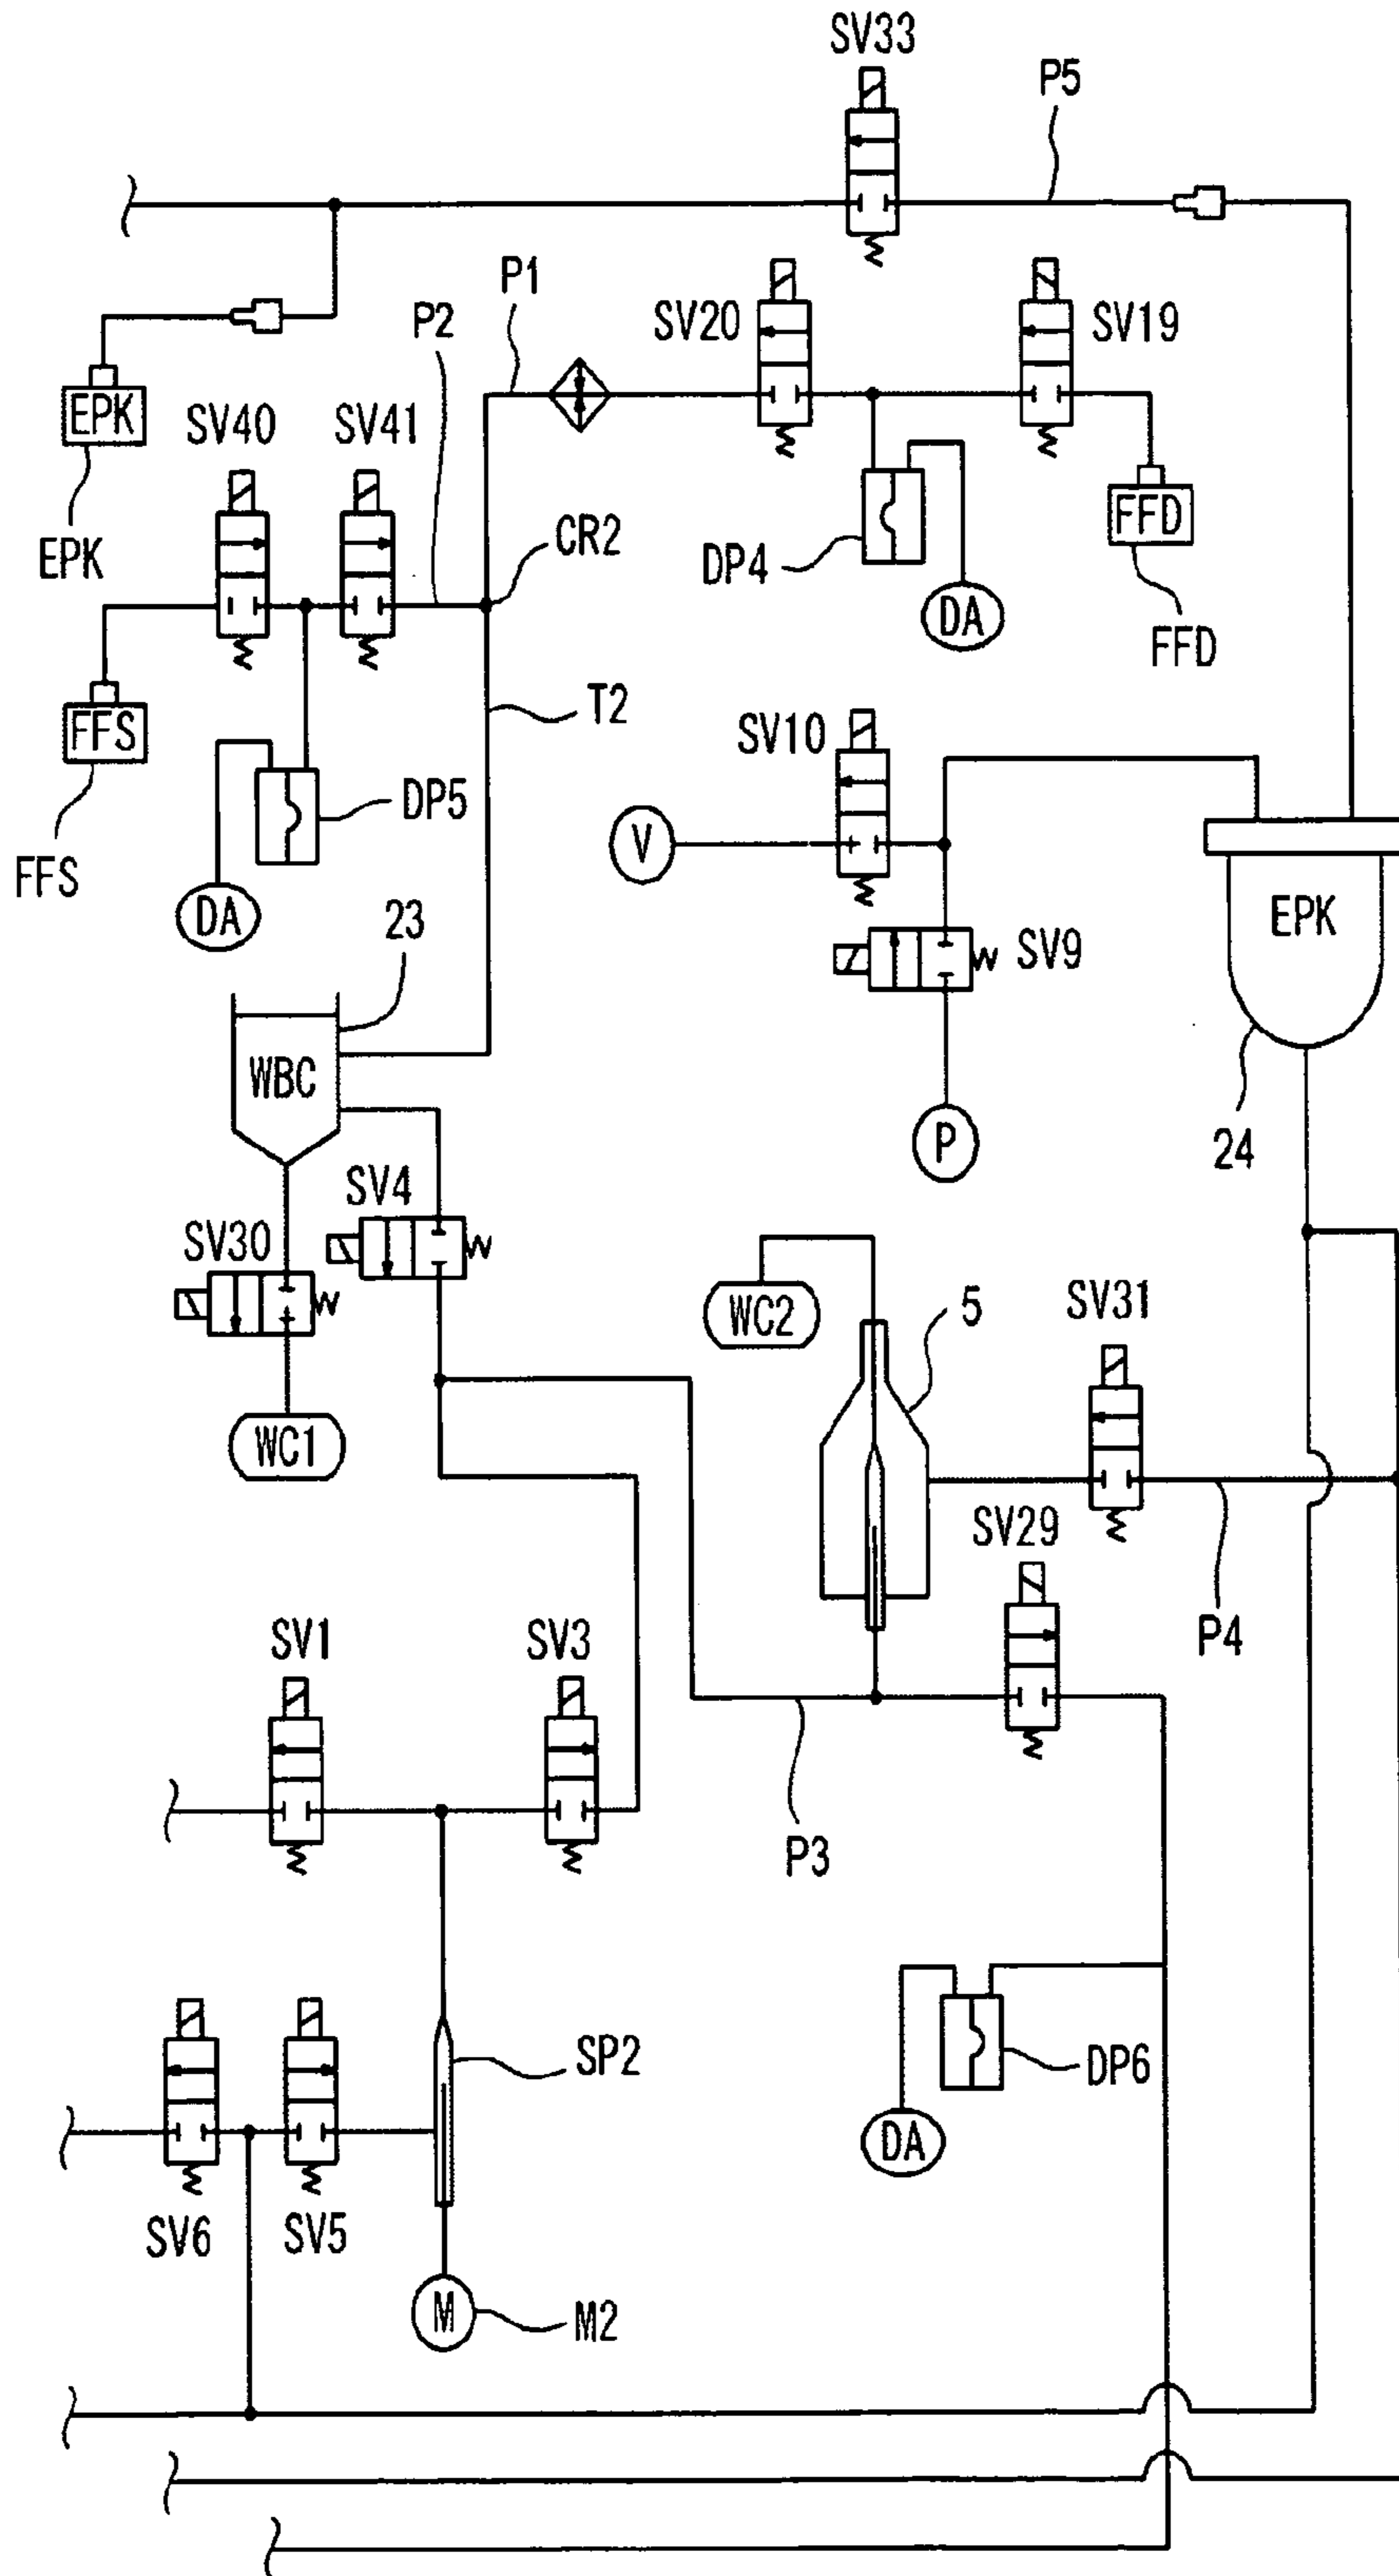 SV33
P5
P1
P2
SV20
SV19
EPK
SV40
SV41
EPK
CR2
DP4
FFD
DA
FFD
FFS
T2
SV10
DP5
V
FFS
DA
23
EPK
SV9
WBC
P
24
SV4
SV30
WC2
5
SV31
WC1
SV29
SV1
SV3
P4
P3
SP2
DP6
DA
SV6
SV5
M
M2